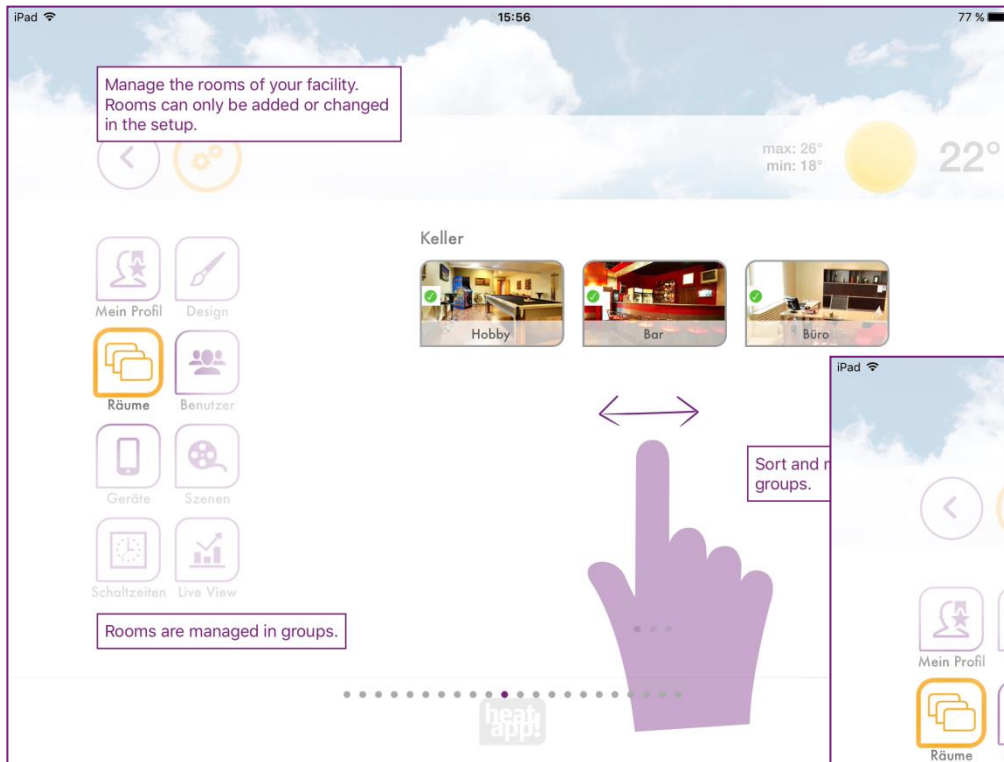 iPad
15:56
77 %
Manage the rooms of your facility.
Rooms can only be added or changed
in the setup.
max: 26°
min: 18°
22°
Keller
Hobby
Bar
Büro
Mein Profil
Design
Räume
Benutzer
Geräte
Szenen
Schaltzeiten
Live View
Rooms are managed in groups.
Sort and
groups.
heat
app!
iPad
Mein Profil
Räume